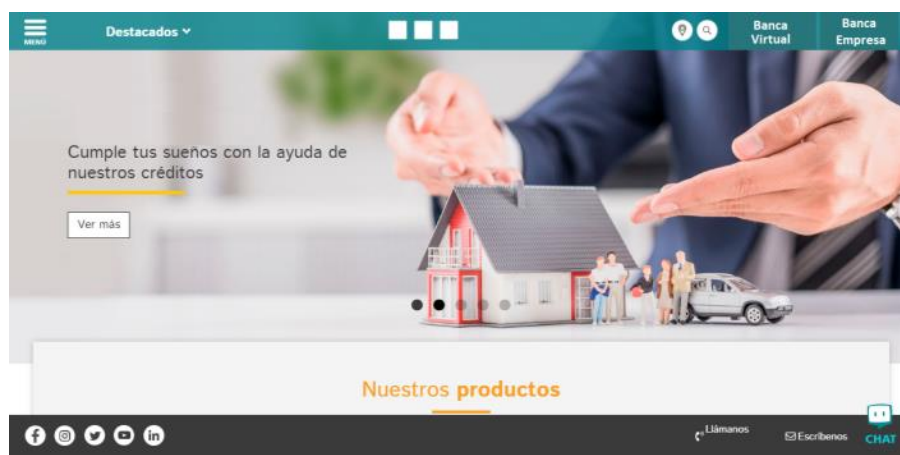 MENÚ
Destacados
Banca
Virtual
Banca
Empresa
Cumple tus sueños con la ayuda de
nuestros créditos
Ver más
Nuestros productos
Llámanos
Escríbenos
CHAT